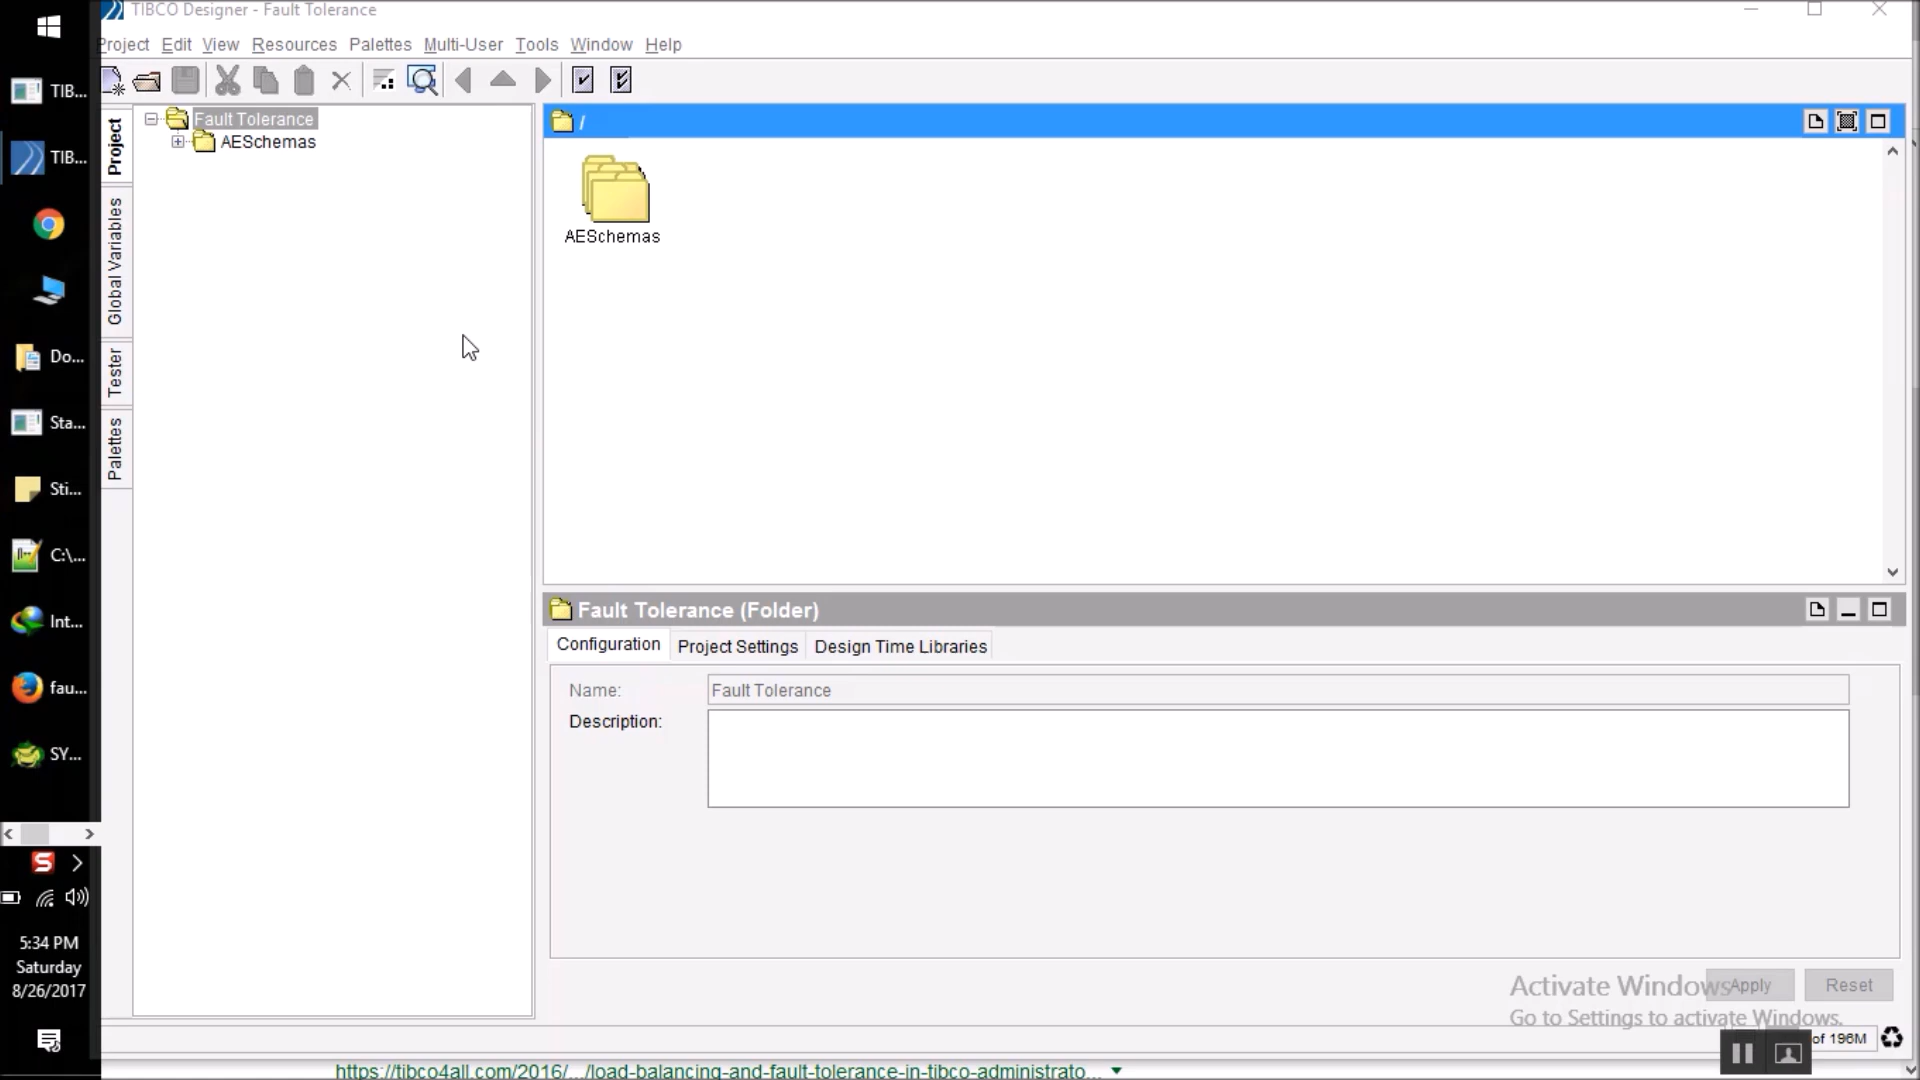 TIBCO Designer - Fault Tolerance
Project Edit View Resources Palettes Multi-User Tools Window Help
TIB...
TIB...
Do...
Sta...
Sti...
C:\...
Int...
fau...
SY...
5:34 PM
Saturday
8/26/2017
Project
Global Variables
Tester
Palettes
Fault Tolerance
AESchemas
/
AESchemas
Fault Tolerance (Folder)
Configuration Project Settings Design Time Libraries
Name: Fault Tolerance
Description:
Apply Reset
Activate Windows
Go to Settings to activate Windows.
of 196M
https://tibco4all.com/2016/.../load-balancing-and-fault-tolerance-in-tibco-administrato...